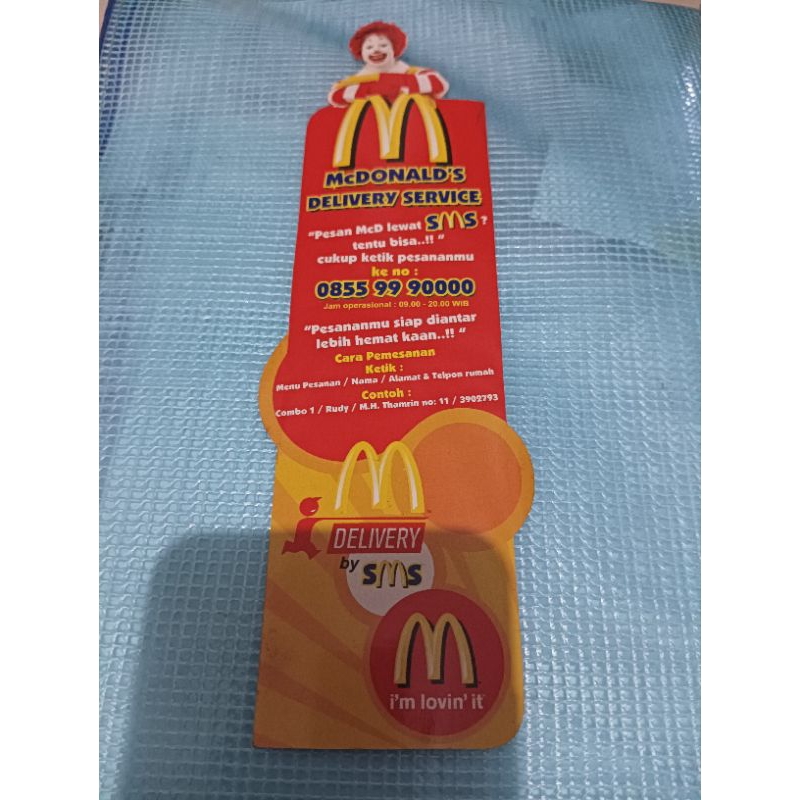 McDONALD'S
DELIVERY SERVICE
"Pesan McD lewat SMS ?
tentu bisa..!! "
cukup ketik pesananmu
ke no :
0855 99 90000
Jam operasional : 09.00 - 20.00 WIB
"Pesananmu siap diantar
lebih hemat kaan..!! "
Cara Pemesanan
Ketik :
Menu Pesanan / Nama / Alamat & Telpon rumah
Contoh :
Combo 1 / Rudy / M.H. Thamrin no: 11 / 3902793
DELIVERY
by SMS
i'm lovin' it